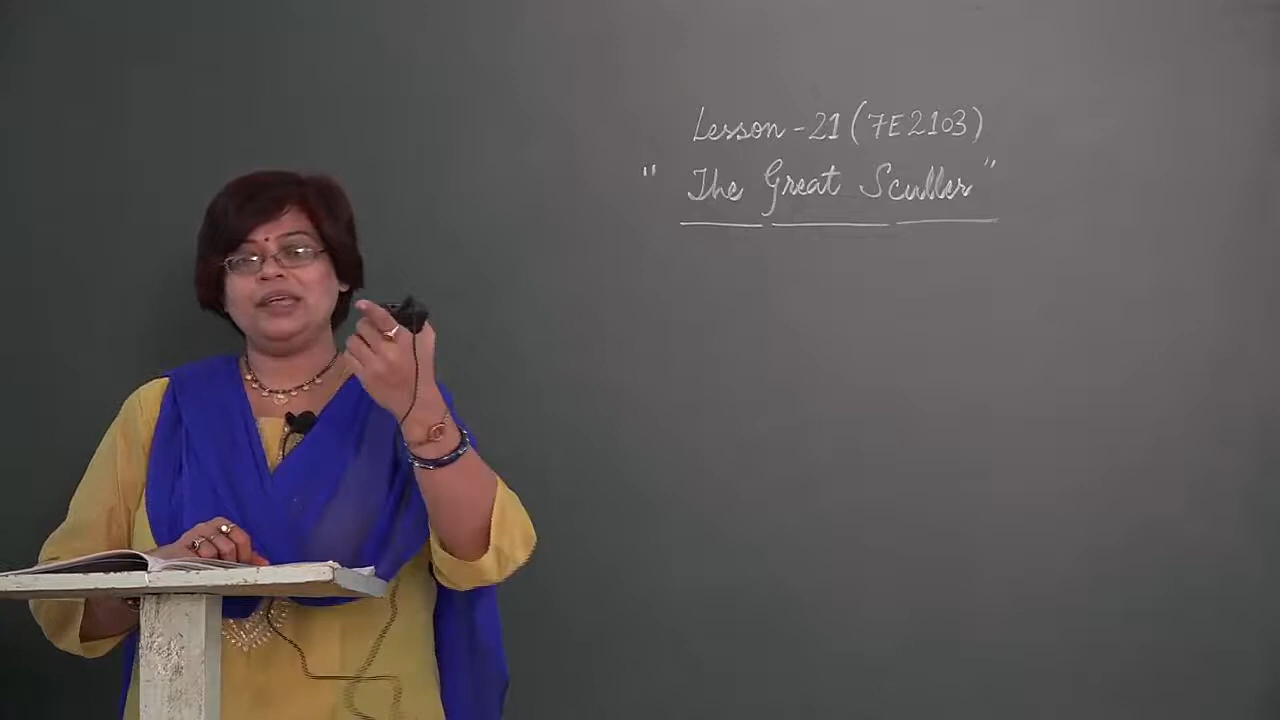 Lesson - 21 (7E2103)
" The Great Sculler "